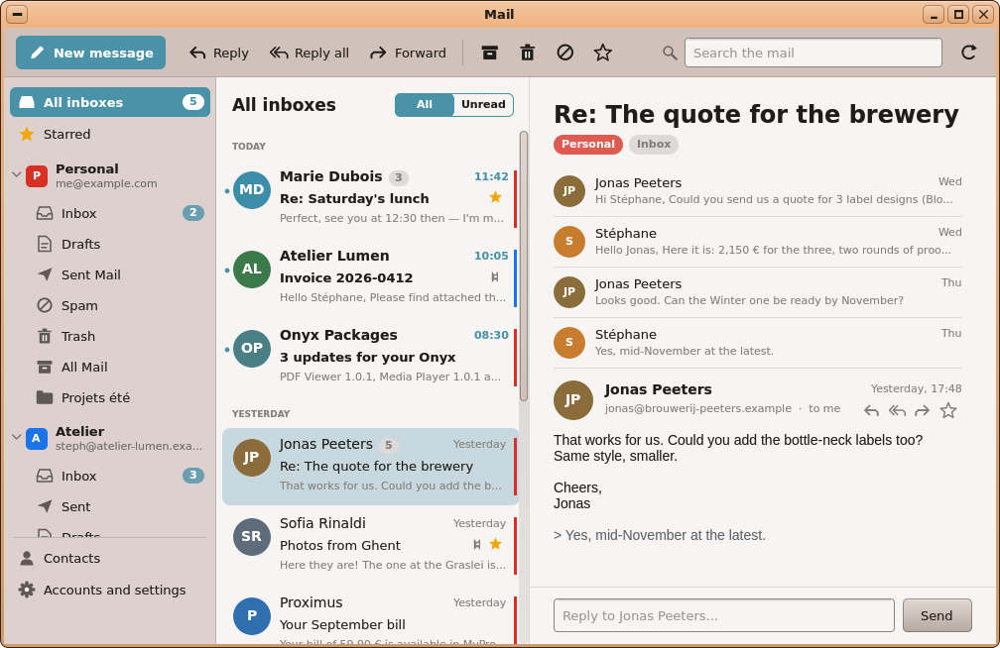 Mail
New message
Reply
Reply all
Forward
Search the mail
All inboxes
5
Starred
P
Personal
me@example.com
Inbox
2
Drafts
Sent Mail
Spam
Trash
All Mail
Projets été
A
Atelier
steph@atelier-lumen.exa...
Inbox
3
Sent
Drafts
Contacts
Accounts and settings
All inboxes
All
Unread
TODAY
MD
Marie Dubois 3
11:42
Re: Saturday's lunch
Perfect, see you at 12:30 then — I'm m...
AL
Atelier Lumen
10:05
Invoice 2026-0412
Hello Stéphane, Please find attached th...
OP
Onyx Packages
08:30
3 updates for your Onyx
PDF Viewer 1.0.1, Media Player 1.0.1 a...
YESTERDAY
JP
Jonas Peeters 5
Yesterday
Re: The quote for the brewery
That works for us. Could you add the b...
SR
Sofia Rinaldi
Yesterday
Photos from Ghent
Here they are! The one at the Graslei is...
P
Proximus
Yesterday
Your September bill
Your bill of 59.90 € is available in MyPro...
Re: The quote for the brewery
Personal
Inbox
JP
Jonas Peeters
Wed
Hi Stéphane, Could you send us a quote for 3 label designs (Blo...
S
Stéphane
Wed
Hello Jonas, Here it is: 2,150 € for the three, two rounds of proo...
JP
Jonas Peeters
Thu
Looks good. Can the Winter one be ready by November?
S
Stéphane
Thu
Yes, mid-November at the latest.
JP
Jonas Peeters
Yesterday, 17:48
jonas@brouwerij-peeters.example · to me
That works for us. Could you add the bottle-neck labels too?
Same style, smaller.
Cheers,
Jonas
> Yes, mid-November at the latest.
Reply to Jonas Peeters...
Send